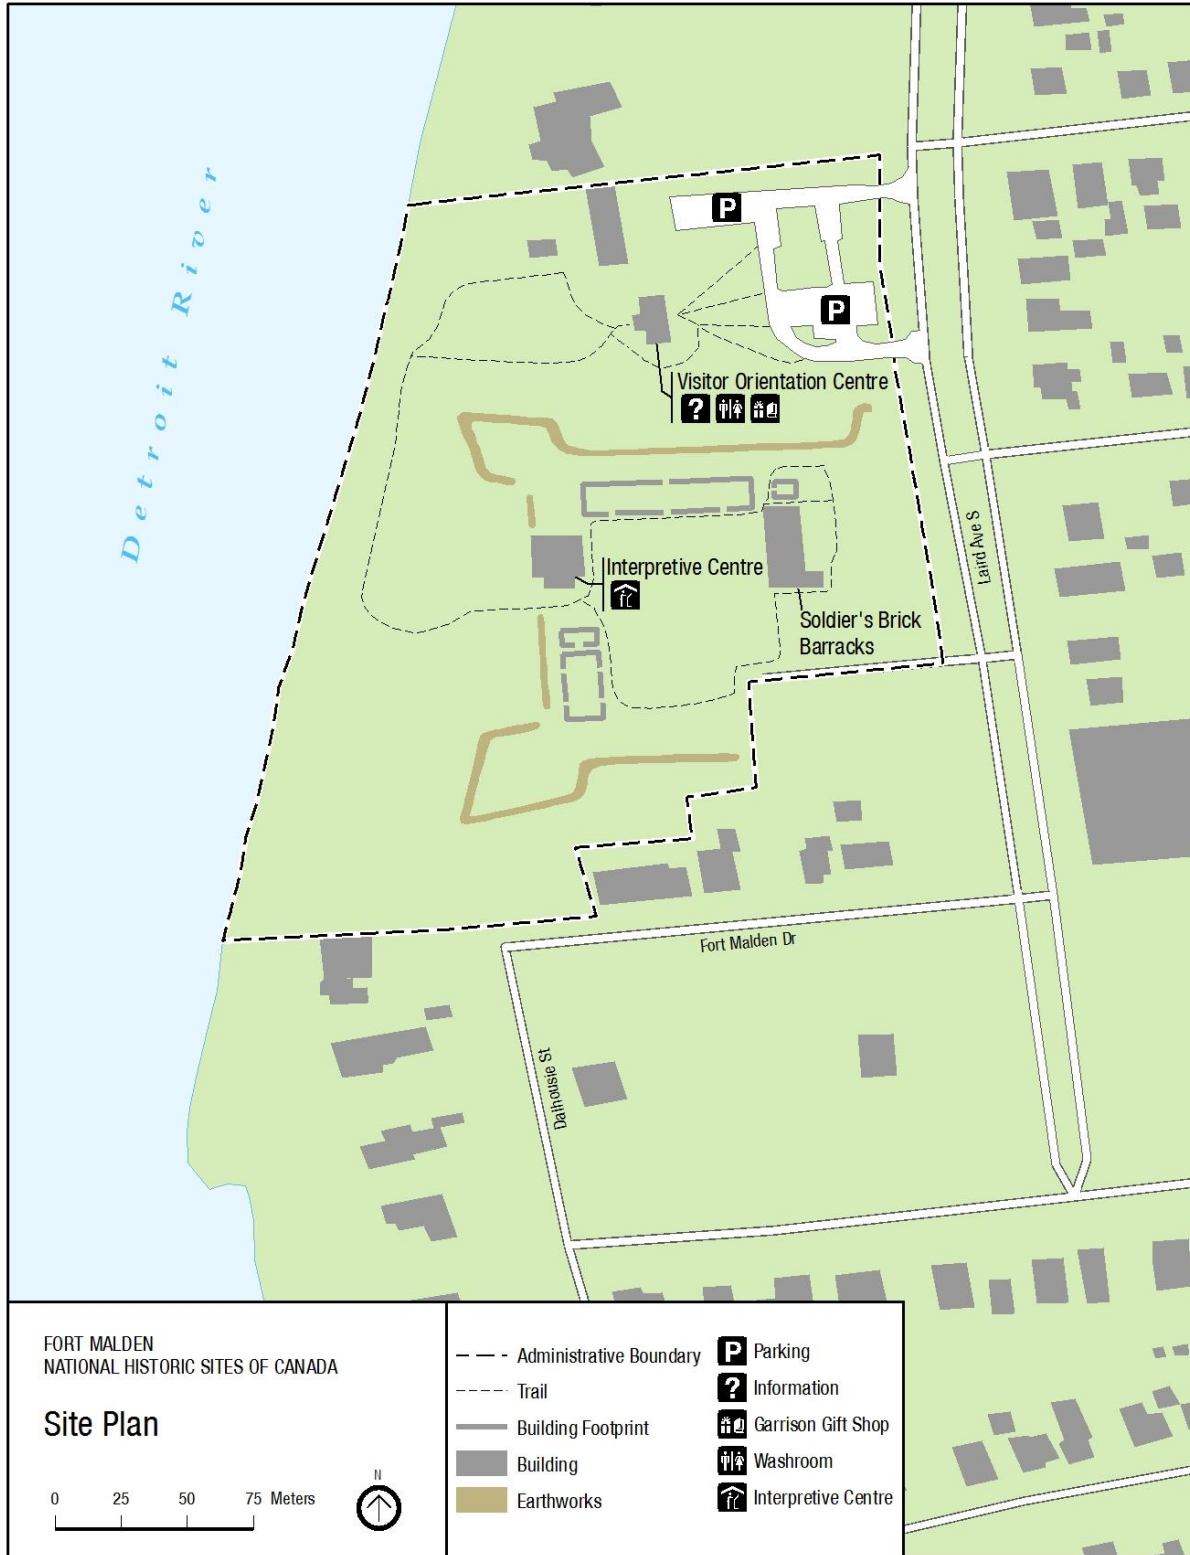 P
Detroit River
P
Visitor Orientation Centre
?
Interpretive Centre
Laird Ave S
Soldier's Brick
Barracks
Fort Malden Dr
Dalhousie St
FORT MALDEN
NATIONAL HISTORIC SITES OF CANADA
Site Plan
0 25 50 75 Meters
N
Administrative Boundary
Trail
Building Footprint
Building
Earthworks
P Parking
? Information
Garrison Gift Shop
Washroom
Interpretive Centre